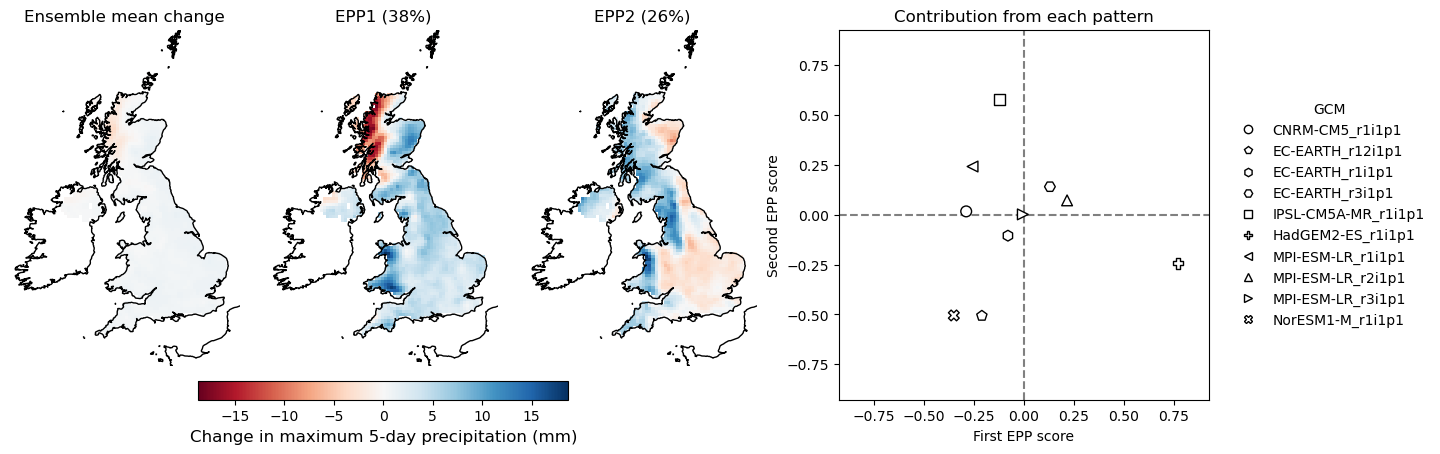 Ensemble mean change
EPP1 (38%)
EPP2 (26%)
−15 −10 −5 0 5 10 15
Change in maximum 5-day precipitation (mm)
Contribution from each pattern
0.75
0.50
0.25
0.00
−0.25
−0.50
−0.75
Second EPP score
−0.75 −0.50 −0.25 0.00 0.25 0.50 0.75
First EPP score
GCM
CNRM-CM5_r1i1p1
EC-EARTH_r12i1p1
EC-EARTH_r1i1p1
EC-EARTH_r3i1p1
IPSL-CM5A-MR_r1i1p1
HadGEM2-ES_r1i1p1
MPI-ESM-LR_r1i1p1
MPI-ESM-LR_r2i1p1
MPI-ESM-LR_r3i1p1
NorESM1-M_r1i1p1